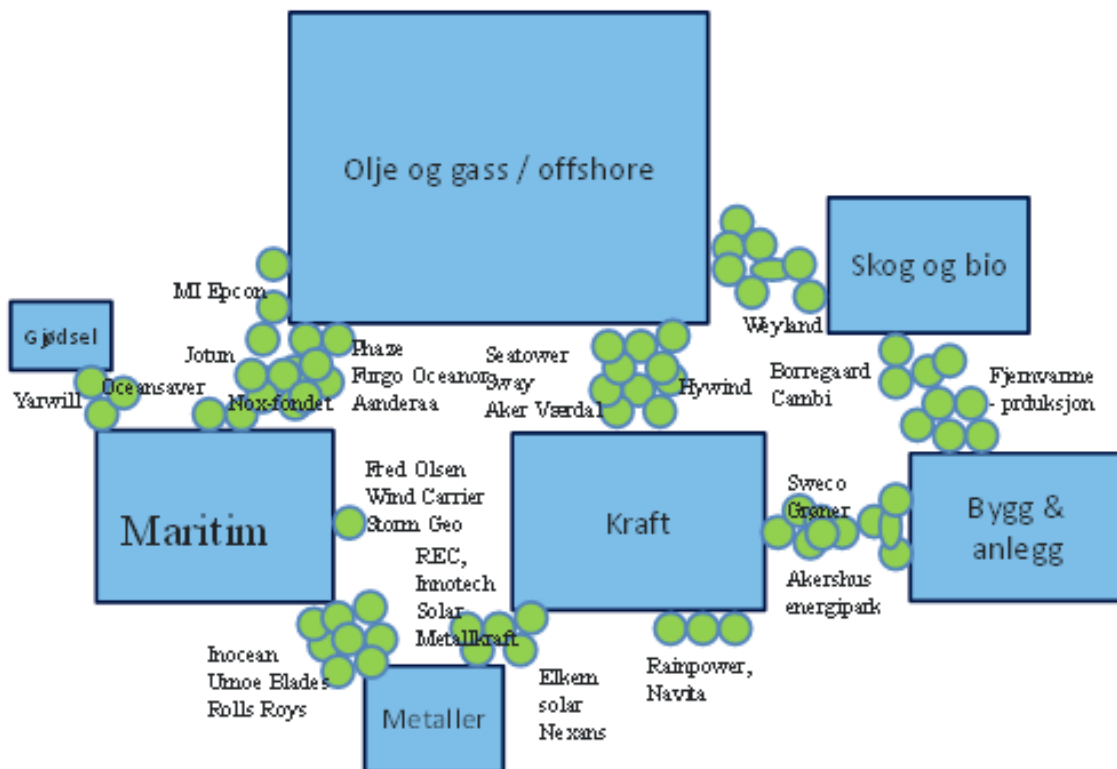 Olje og gass / offshore
Skog og bio
MI Epcon
Gjødsel
Weyland
Jotun
Phaze
Furgo Oceanor
Aanderaa
Seatower
Sway
Aker Værdal
Hywind
Borregaard
Cambi
Fjernvarme
- prduksjon
Yarwill
Oceansaver
Nox-fondet
Maritim
Fred Olsen
Wind Carrier
Storm Geo
Kraft
Sweco
Grøner
Bygg &
anlegg
REC,
Innotech
Solar
Metallkraft
Akershus
energipark
Inocean
Umoe Blades
Rolls Roys
Metaller
Elkem
solar
Nexans
Rainpower,
Navita